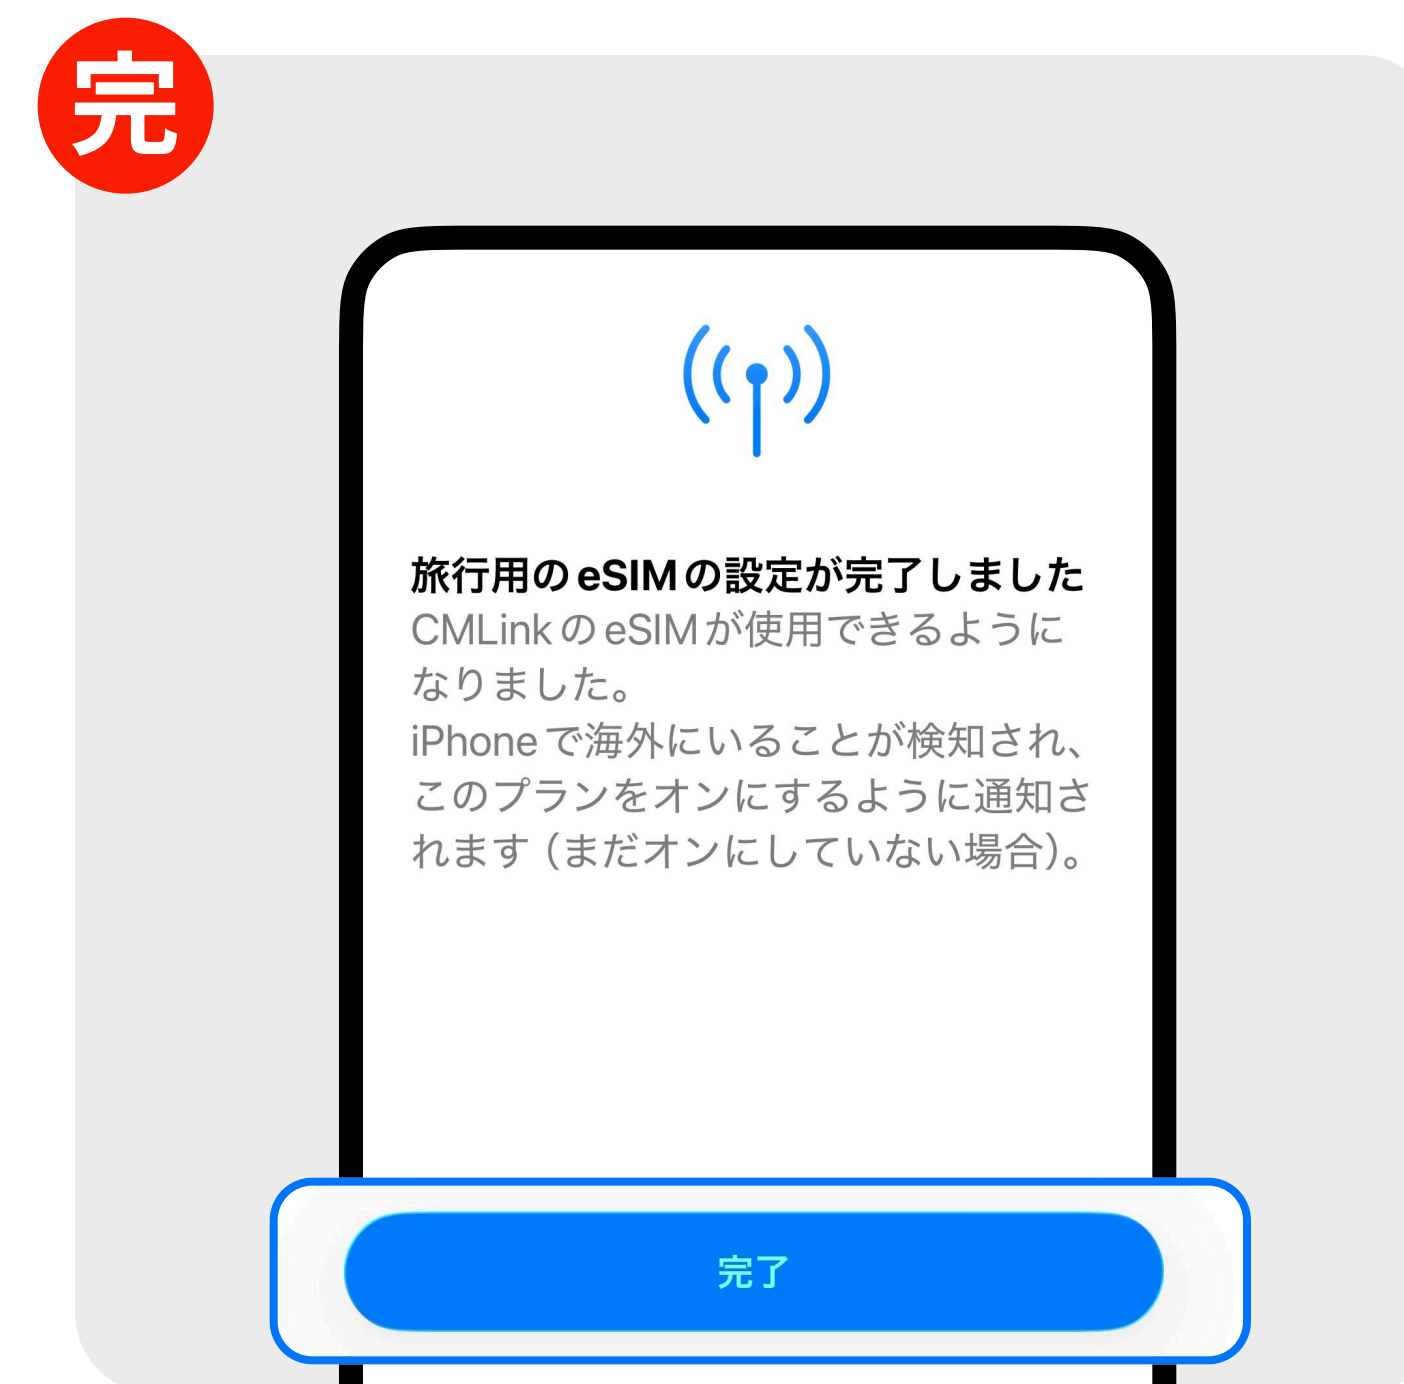 完
旅行用のeSIMの設定が完了しました
CMLinkのeSIMが使用できるように
なりました。
iPhoneで海外にいることが検知され、
このプランをオンにするように通知さ
れます（まだオンにしていない場合）。
完了